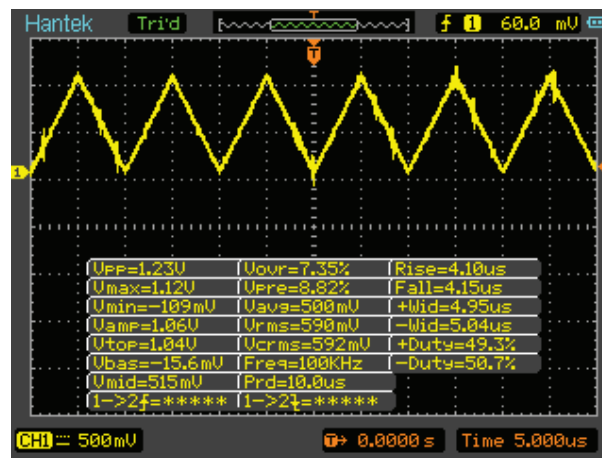 Hantek Tri'd T f 1 60.0 mV
T
1
Vpp=1.23V Vovr=7.35% Rise=4.10us
Vmax=1.12V Vpre=8.82% Fall=4.15us
Vmin=-109mV Vavg=500mV +Wid=4.95us
Vamp=1.06V Vrms=590mV -Wid=5.04us
Vtop=1.04V Vcrms=592mV +Duty=49.3%
Vbas=-15.6mV Freq=100KHz -Duty=50.7%
Vmid=515mV Prd=10.0us
1->2f=***** 1->2ɭ=*****
CH1 500mV T→ 0.0000 s Time 5.000us